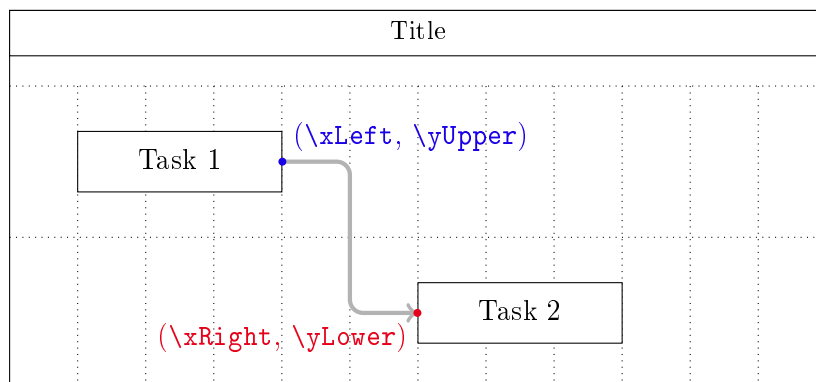 Title
(\xLeft, \yUpper)
Task 1
Task 2
(\xRight, \yLower)